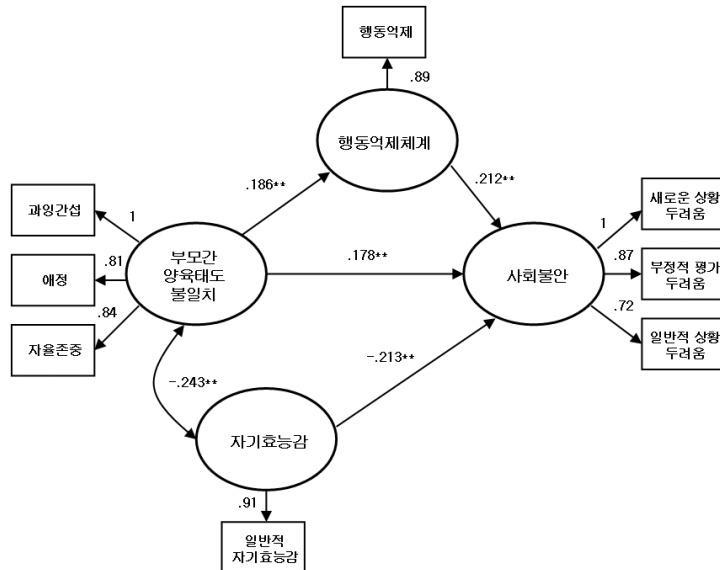 행동억제
.89
행동억제체계
.186**
.212**
과잉간섭
1
새로운 상황
두려움
1
부모간
양육태도
불일치
.81
애정
.178**
사회불안
.87
부정적 평가
두려움
.84
자율존중
.72
일반적 상황
두려움
-.243**
-.213**
자기효능감
.91
일반적
자기효능감